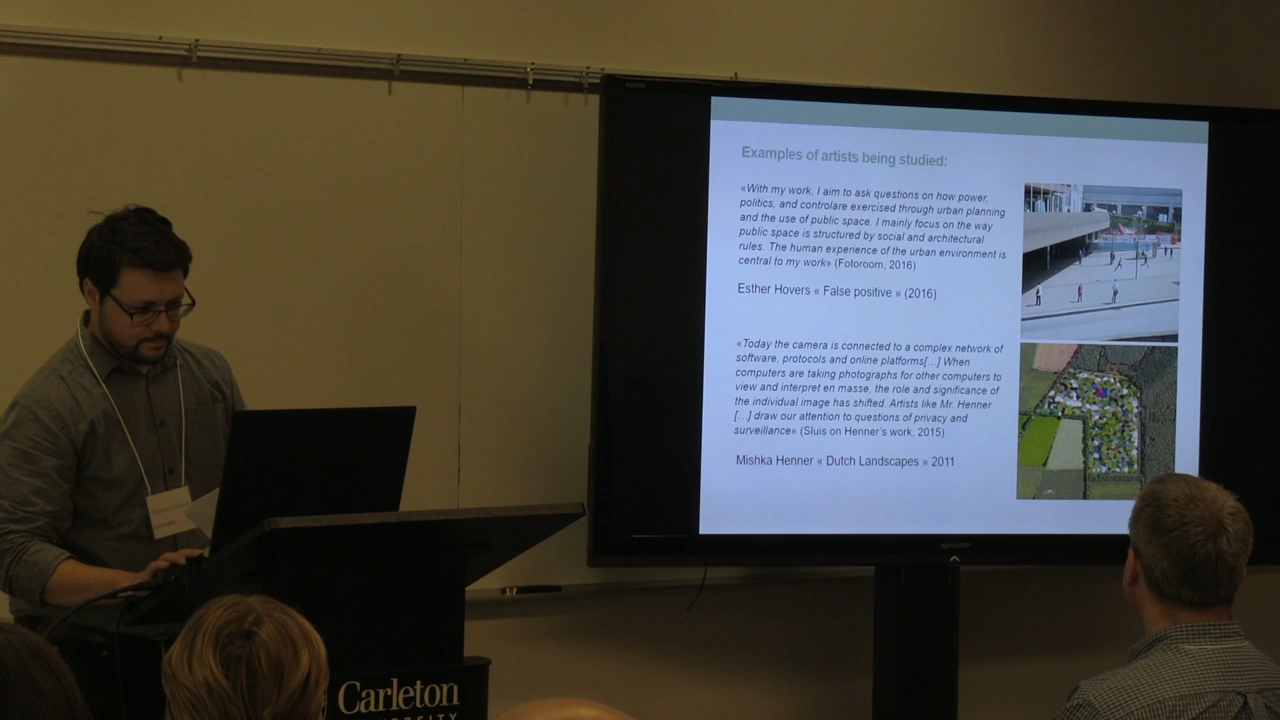 Examples of artists being studied:
«With my work, I aim to ask questions on how power,
politics, and controlare exercised through urban planning
and the use of public space. I mainly focus on the way
public space is structured by social and architectural
rules. The human experience of the urban environment is
central to my work» (Fotoroom, 2016)
Esther Hovers « False positive » (2016)
«Today the camera is connected to a complex network of
software, protocols and online platforms[…] When
computers are taking photographs for other computers to
view and interpret en masse, the role and significance of
the individual image has shifted. Artists like Mr. Henner
[…] draw our attention to questions of privacy and
surveillance» (Sluis on Henner's work, 2015)
Mishka Henner « Dutch Landscapes » 2011
SHARP
Carleton